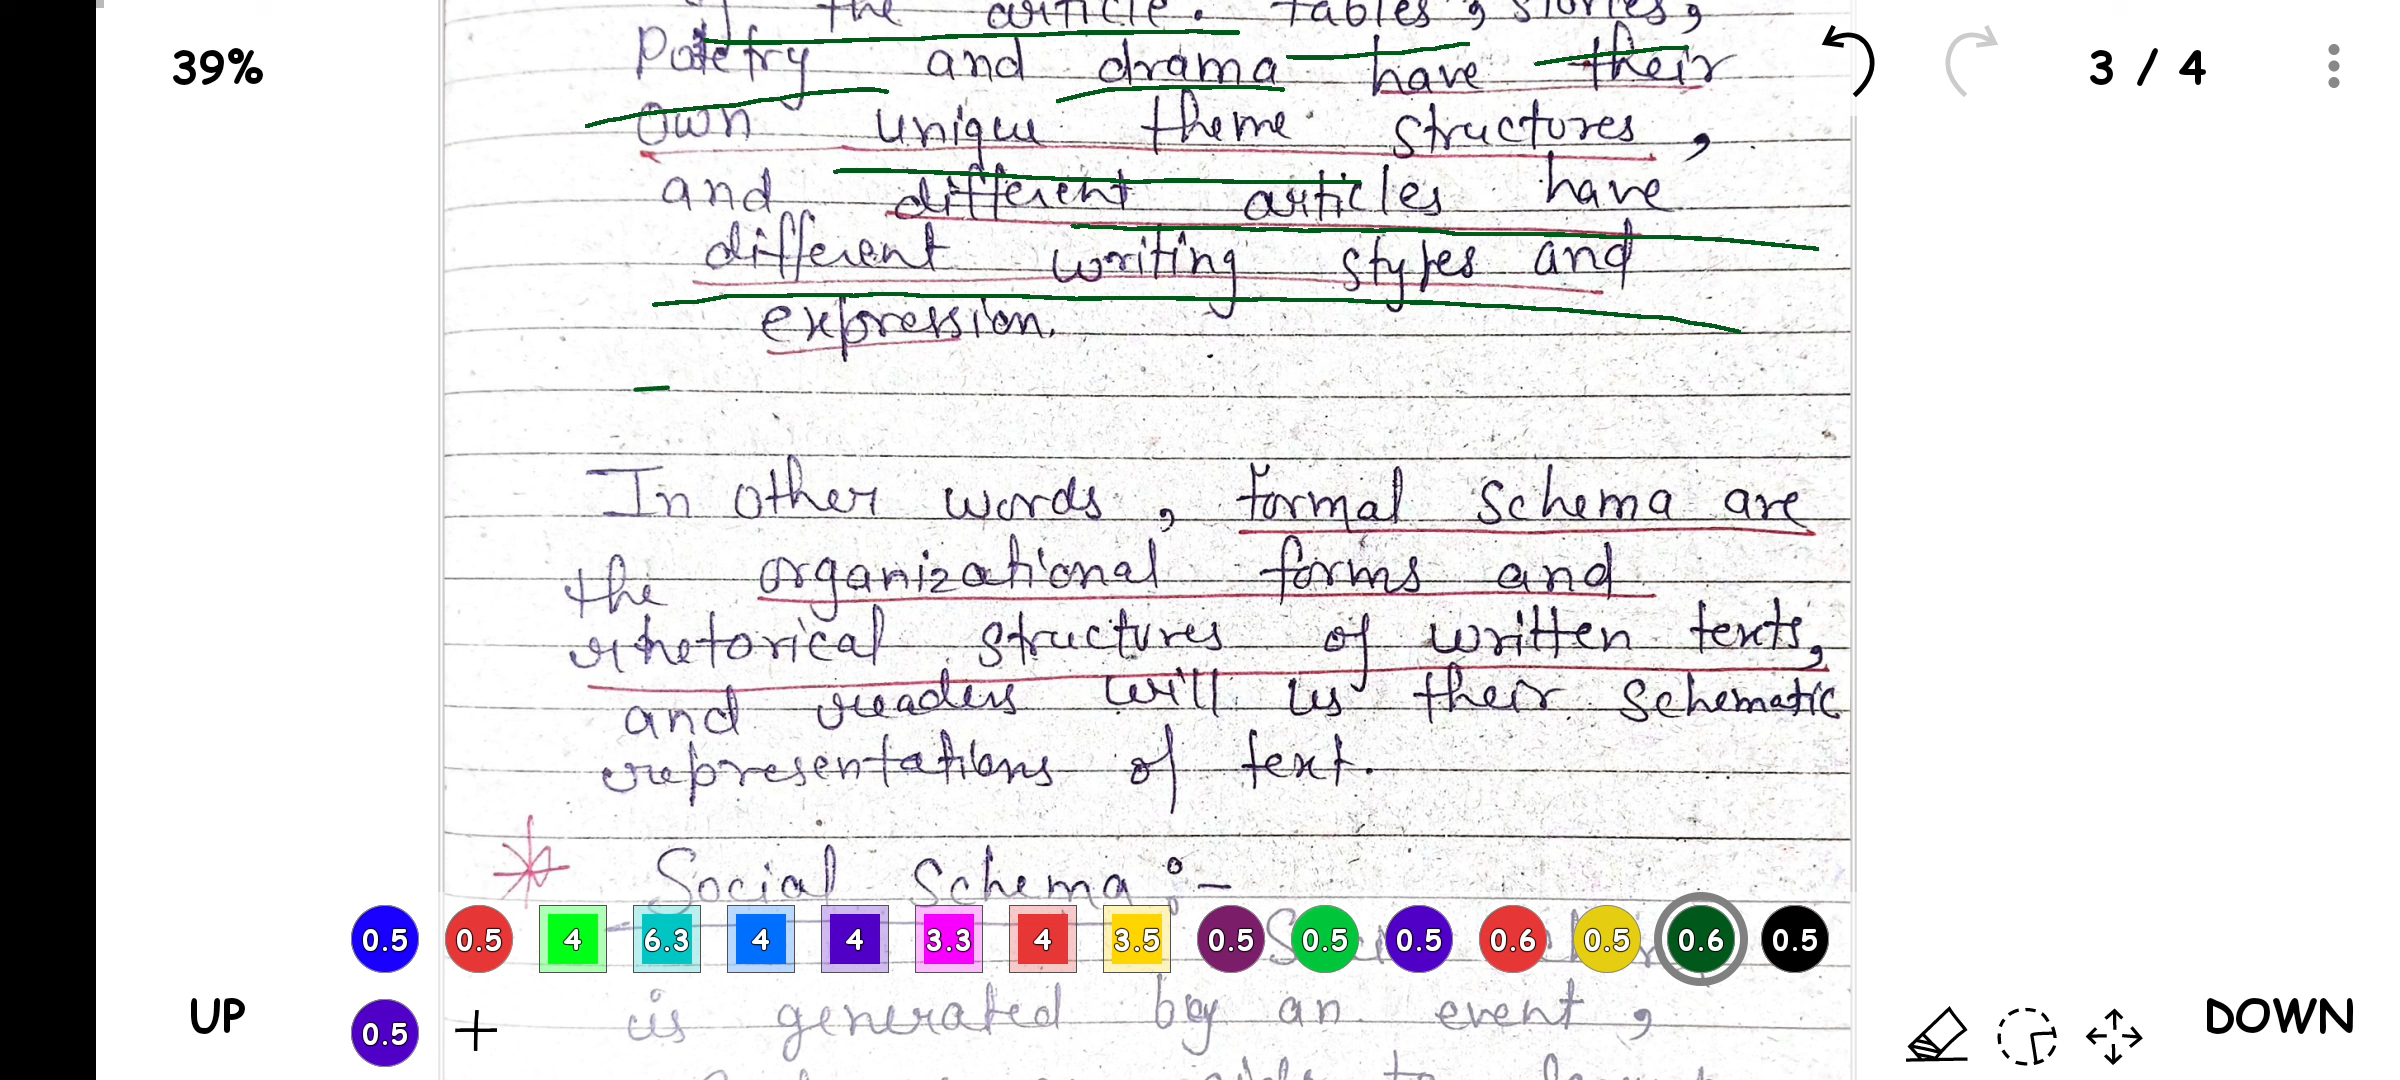 39%
3 / 4
the article. Tables, stories,
Poetry and drama have their
own unique theme structures,
and different articles have
different writing styles and
expression.
In other words, formal schema are
the organizational forms and
rhetorical structures of written texts,
and readers will us their schematic
representations of text.
Social Schema :-
0.5 0.5 4 6.3 4 4 3.3 4 3.5 0.5 0.5 0.5 0.6 0.5 0.6 0.5
is generated by an event,
UP 0.5 + DOWN